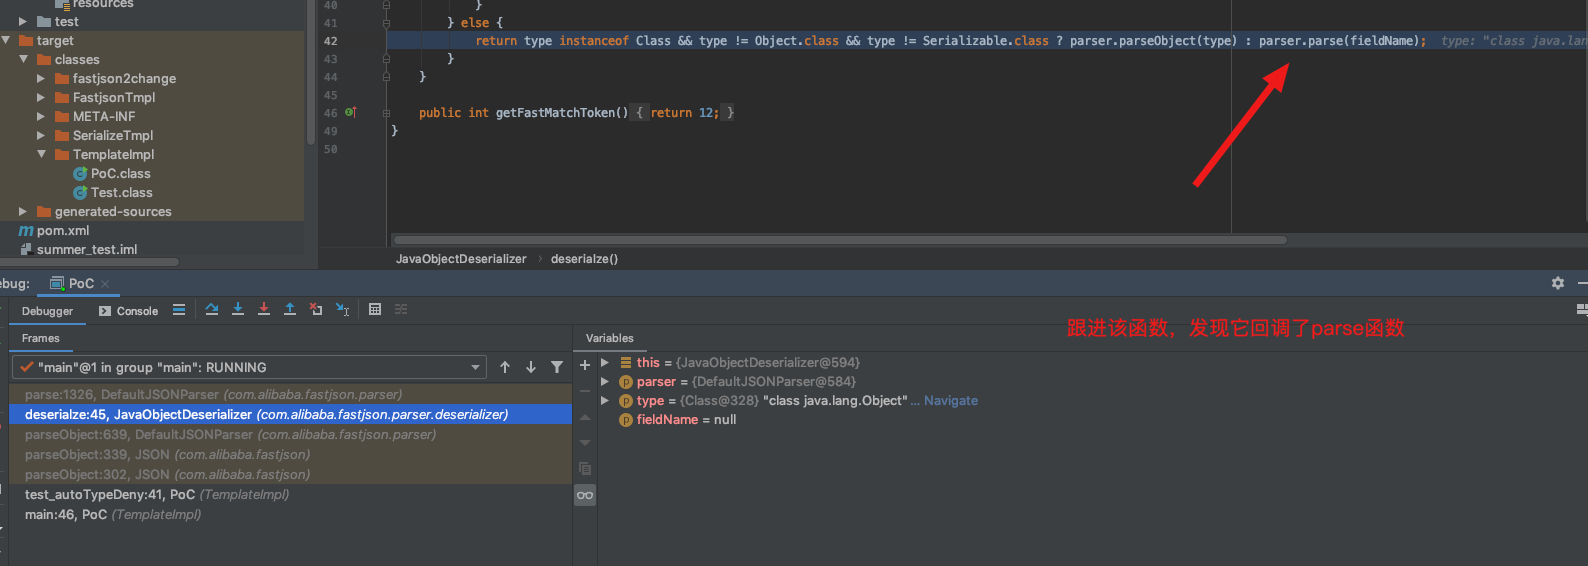 resources
test
target
classes
fastjson2change
FastjsonTmpl
META-INF
SerializeTmpl
TemplateImpl
PoC.class
Test.class
generated-sources
pom.xml
summer_test.iml
40 }
41 } else {
42 return type instanceof Class && type != Object.class && type != Serializable.class ? parser.parseObject(type) : parser.parse(fieldName); type: "class java.lan
43 }
44 }
45
46 public int getFastMatchToken() { return 12; }
49 }
50
JavaObjectDeserializer › deserialze()
ebug: PoC
Debugger Console
Frames
"main"@1 in group "main": RUNNING
parse:1326, DefaultJSONParser (com.alibaba.fastjson.parser)
deserialze:45, JavaObjectDeserializer (com.alibaba.fastjson.parser.deserializer)
parseObject:639, DefaultJSONParser (com.alibaba.fastjson.parser)
parseObject:339, JSON (com.alibaba.fastjson)
parseObject:302, JSON (com.alibaba.fastjson)
test_autoTypeDeny:41, PoC (TemplateImpl)
main:46, PoC (TemplateImpl)
跟进该函数，发现它回调了parse函数
Variables
this = {JavaObjectDeserializer@594}
parser = {DefaultJSONParser@584}
type = {Class@328} "class java.lang.Object"... Navigate
fieldName = null